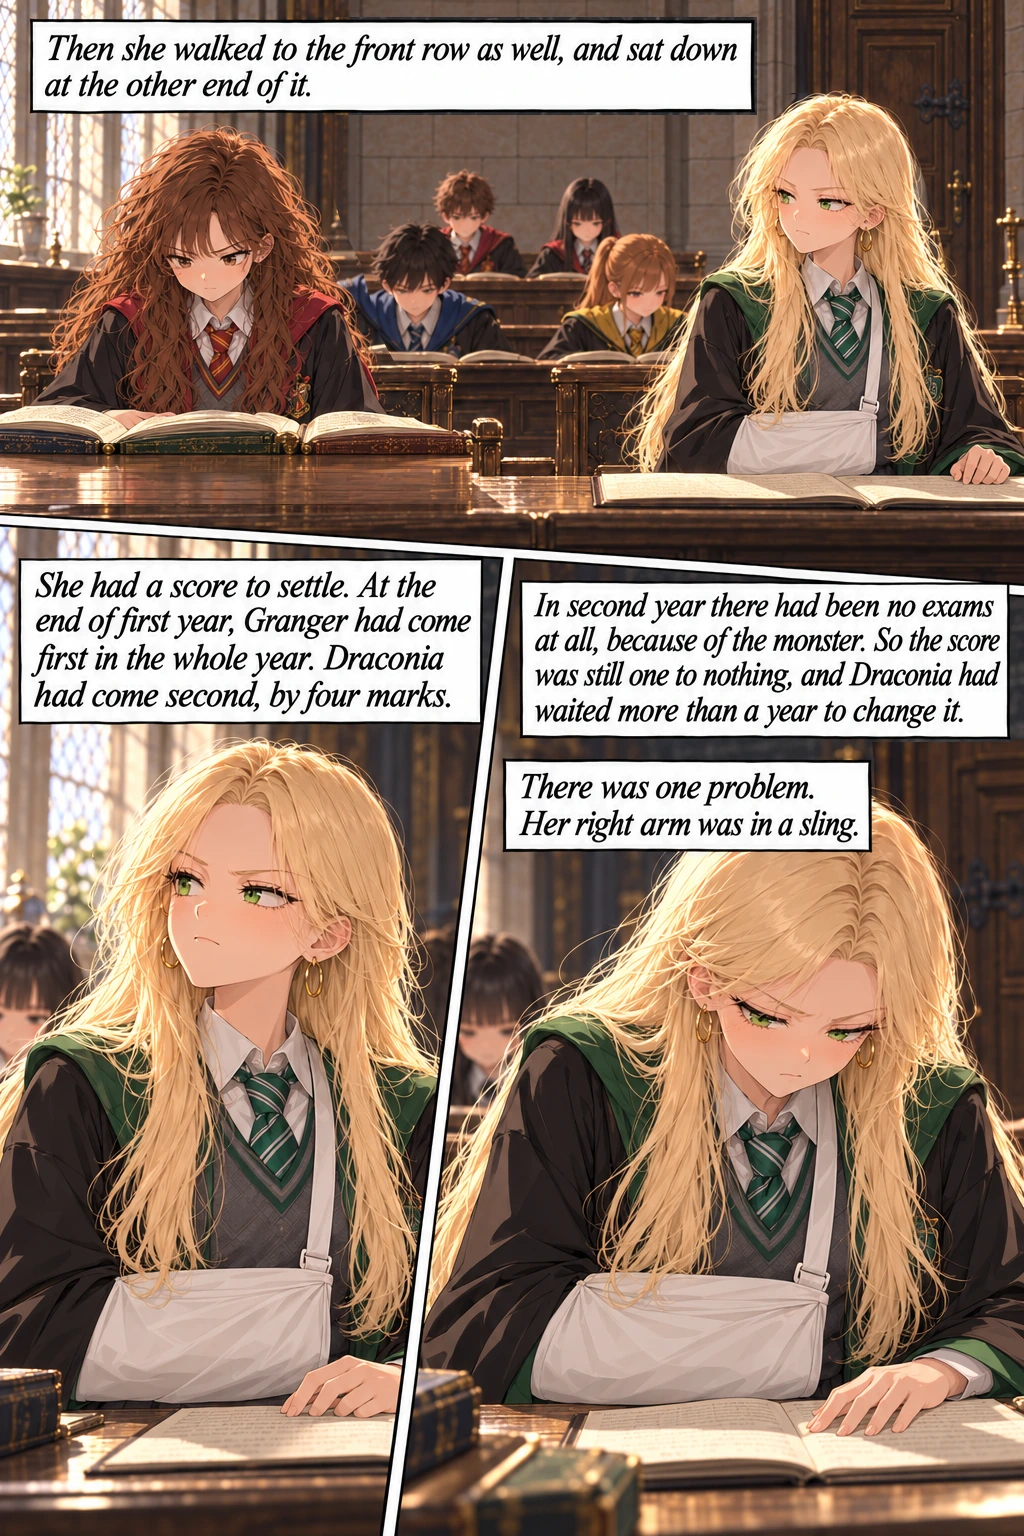 Then she walked to the front row as well, and sat down
at the other end of it.
She had a score to settle. At the
end of first year, Granger had come
first in the whole year. Draconia
had come second, by four marks.
In second year there had been no exams
at all, because of the monster. So the score
was still one to nothing, and Draconia had
waited more than a year to change it.
There was one problem.
Her right arm was in a sling.